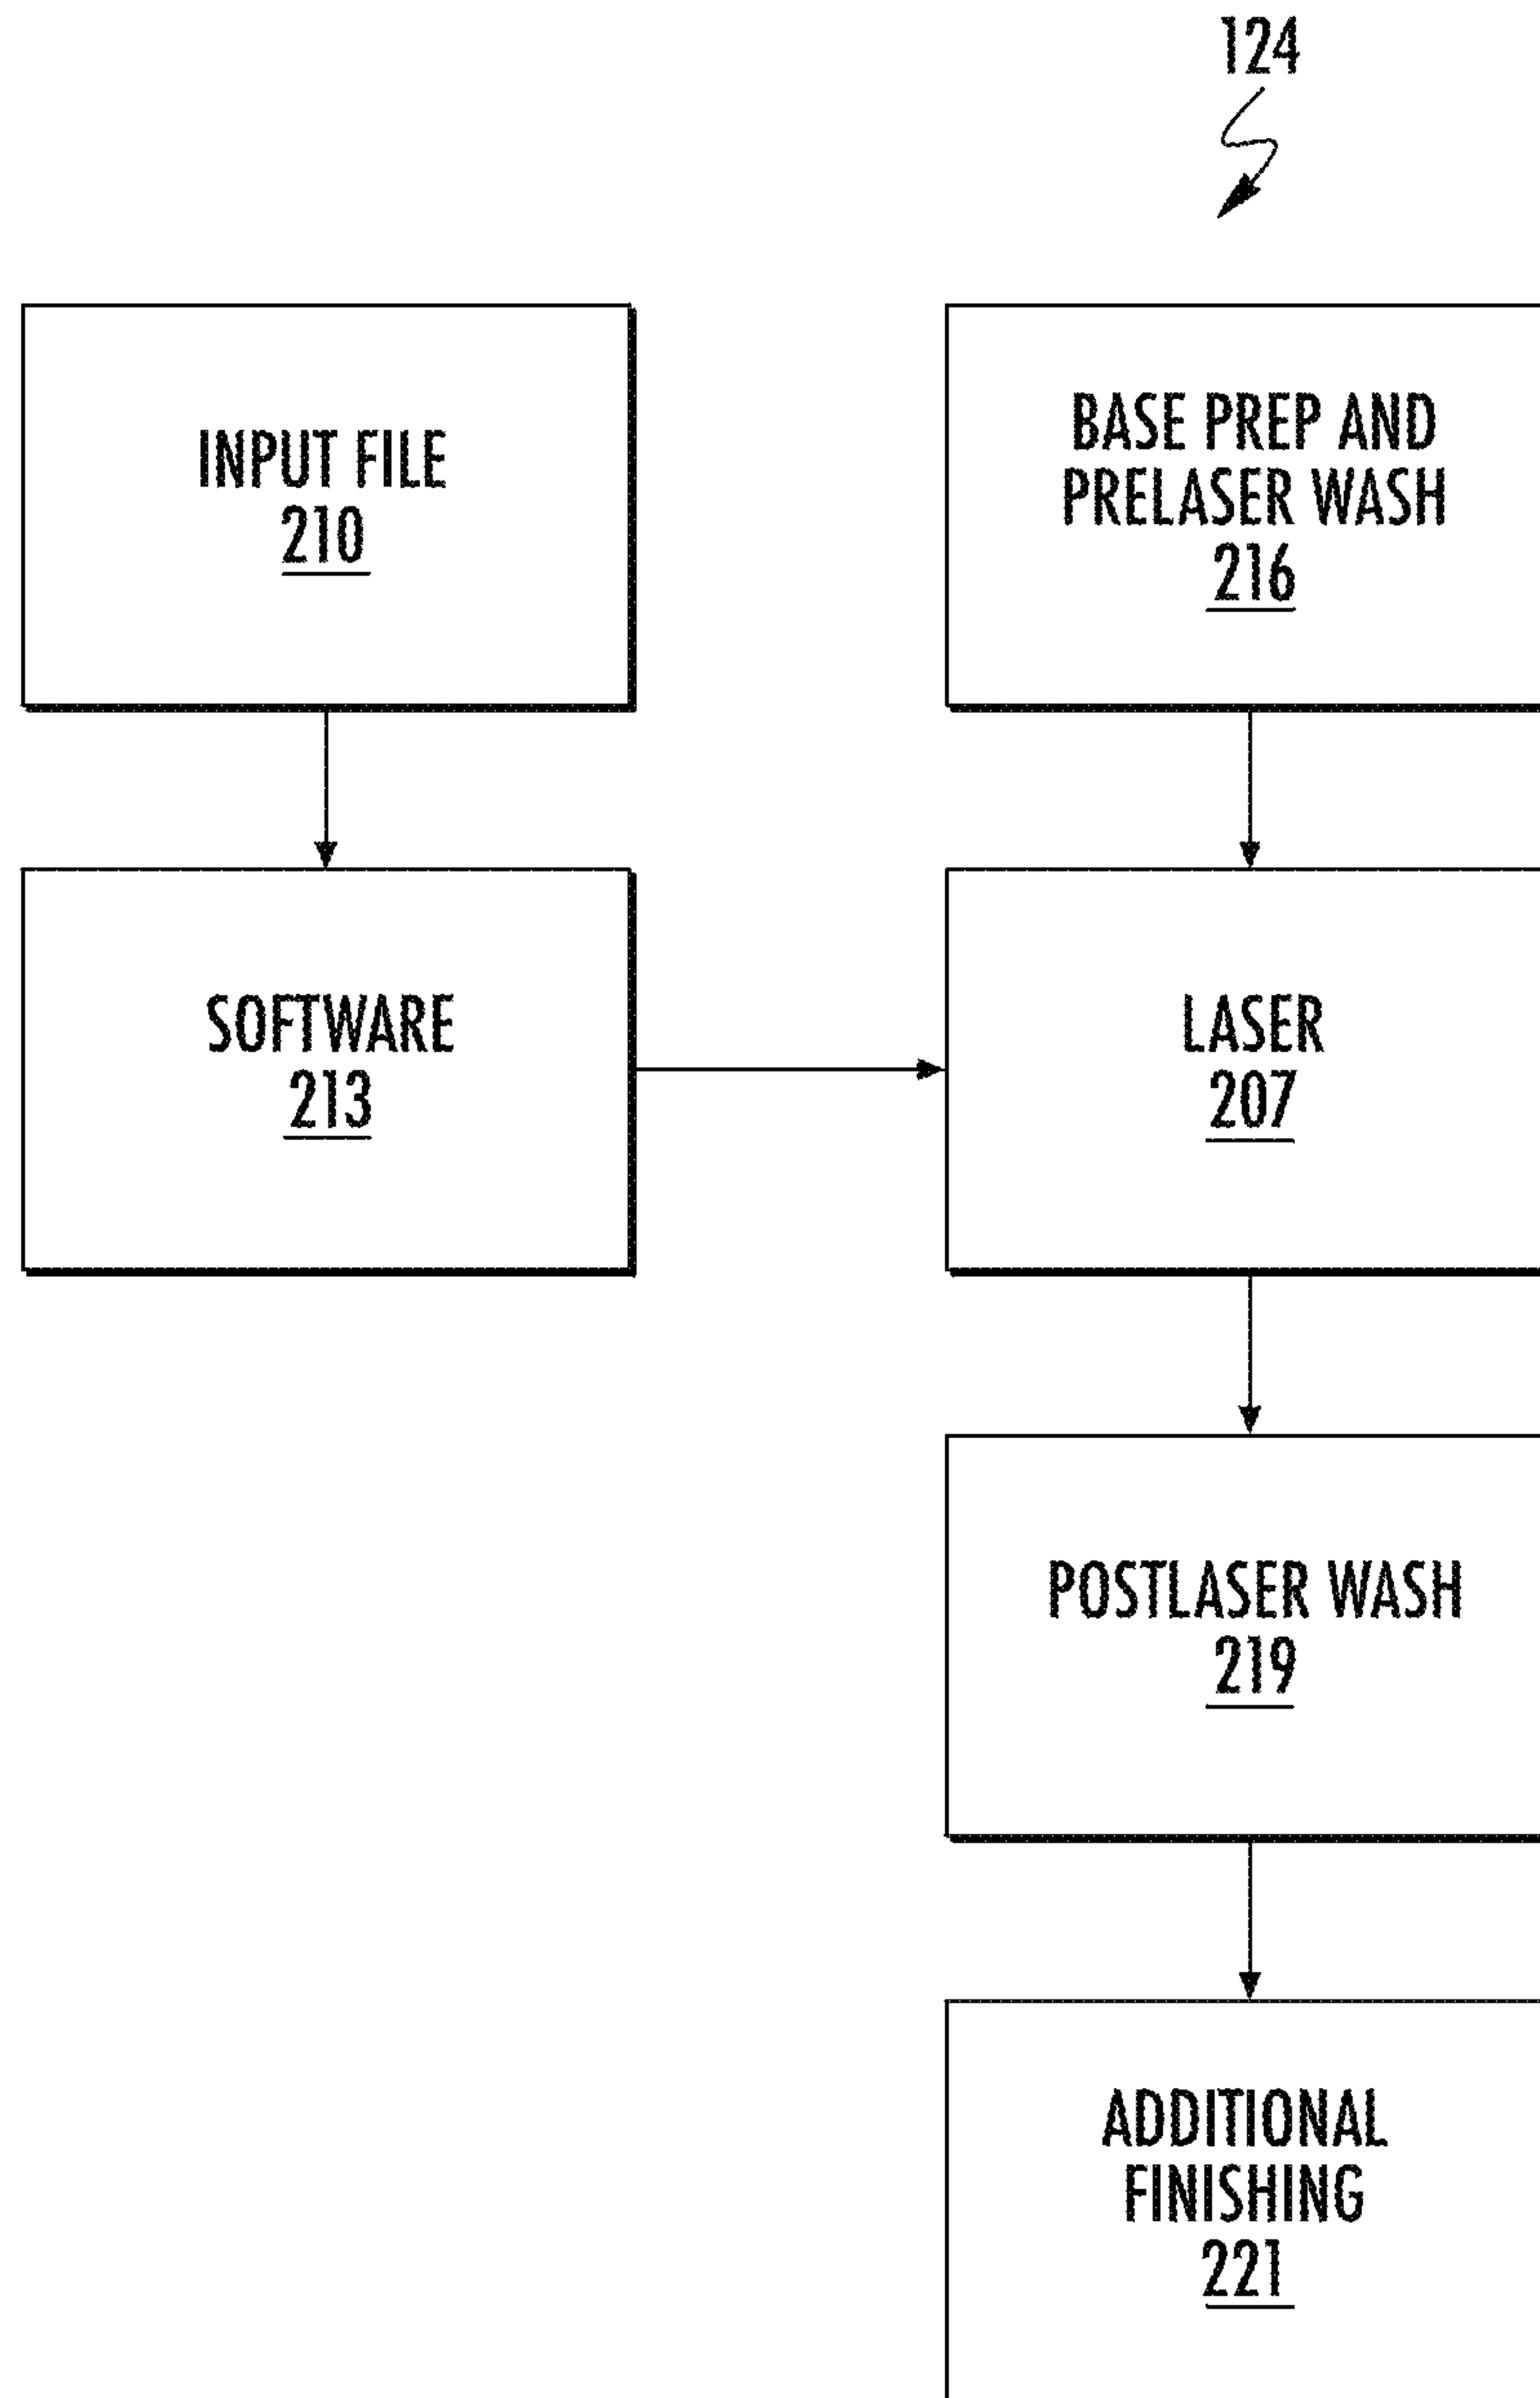 124
INPUT FILE
210
BASE PREP AND
PRELASER WASH
216
SOFTWARE
213
LASER
207
POSTLASER WASH
219
ADDITIONAL
FINISHING
221